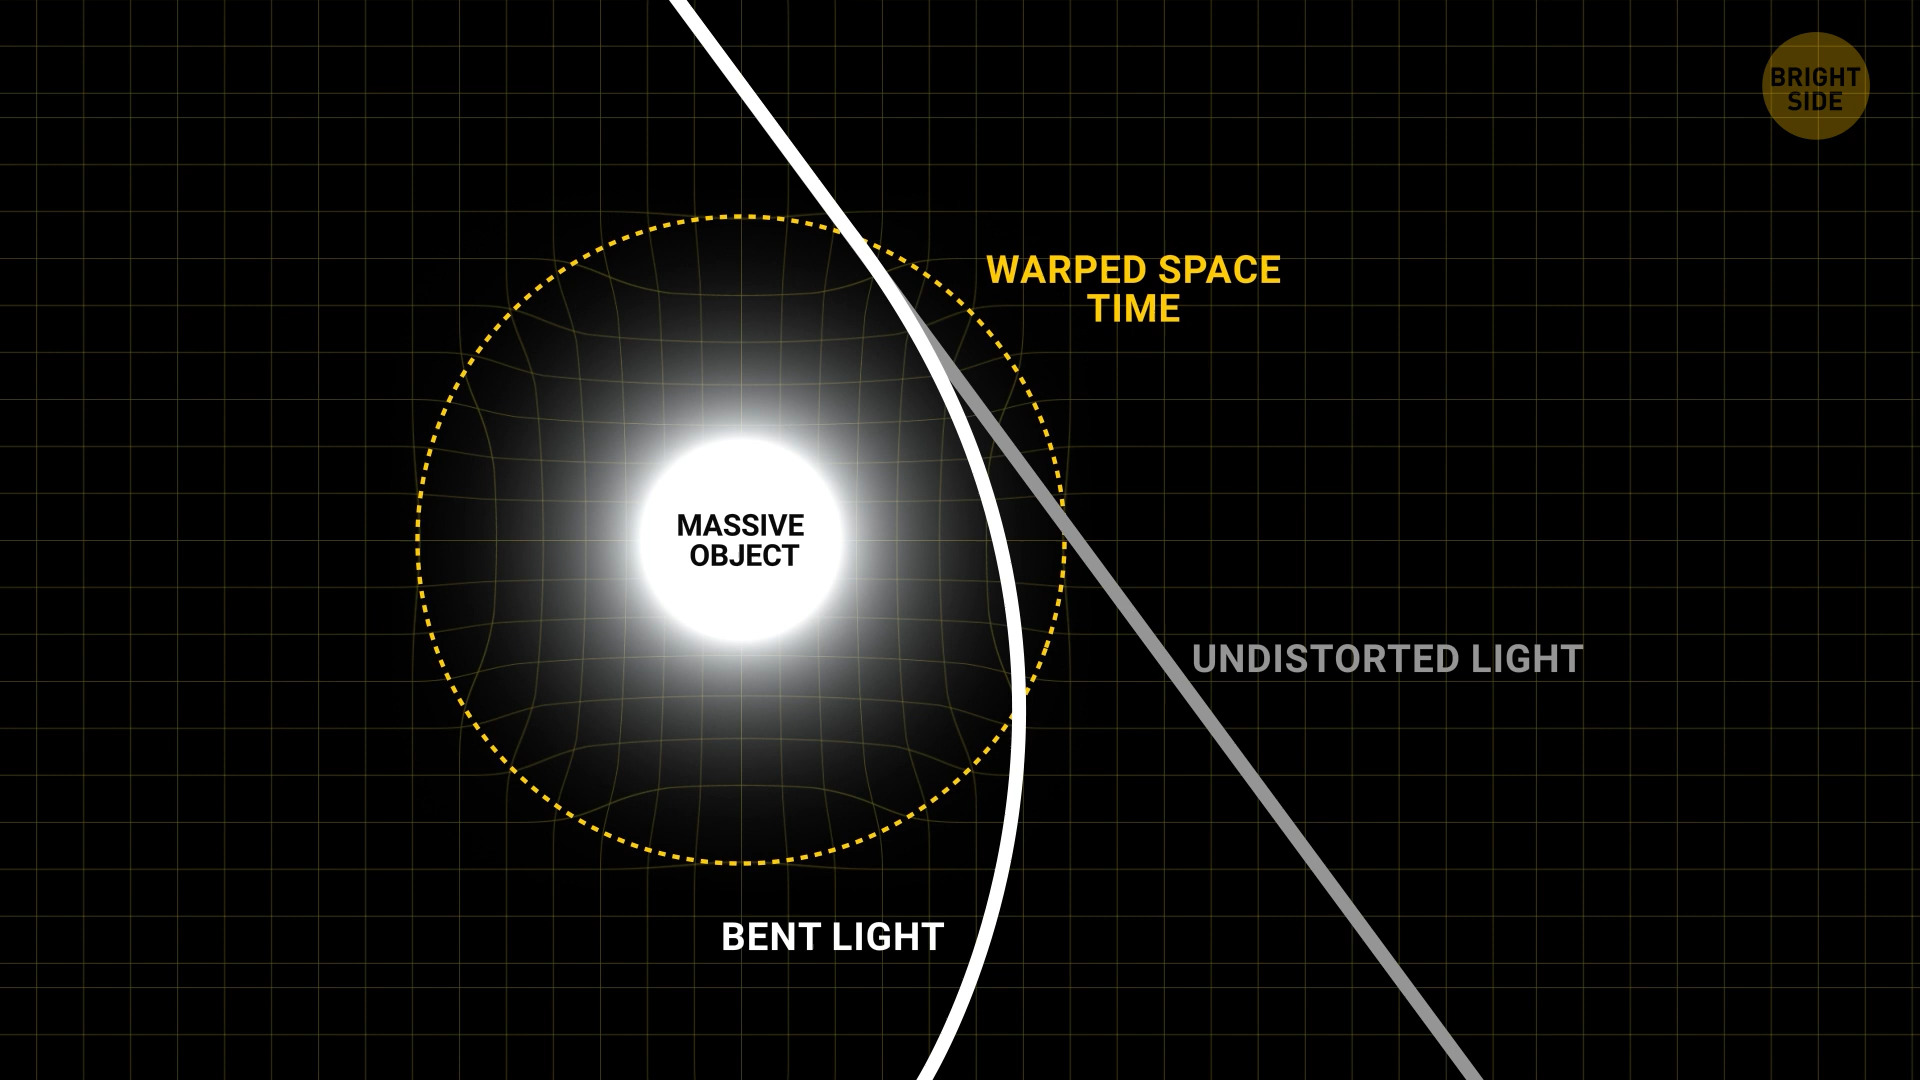 BRIGHT
SIDE
WARPED SPACE
TIME
MASSIVE
OBJECT
UNDISTORTED LIGHT
BENT LIGHT